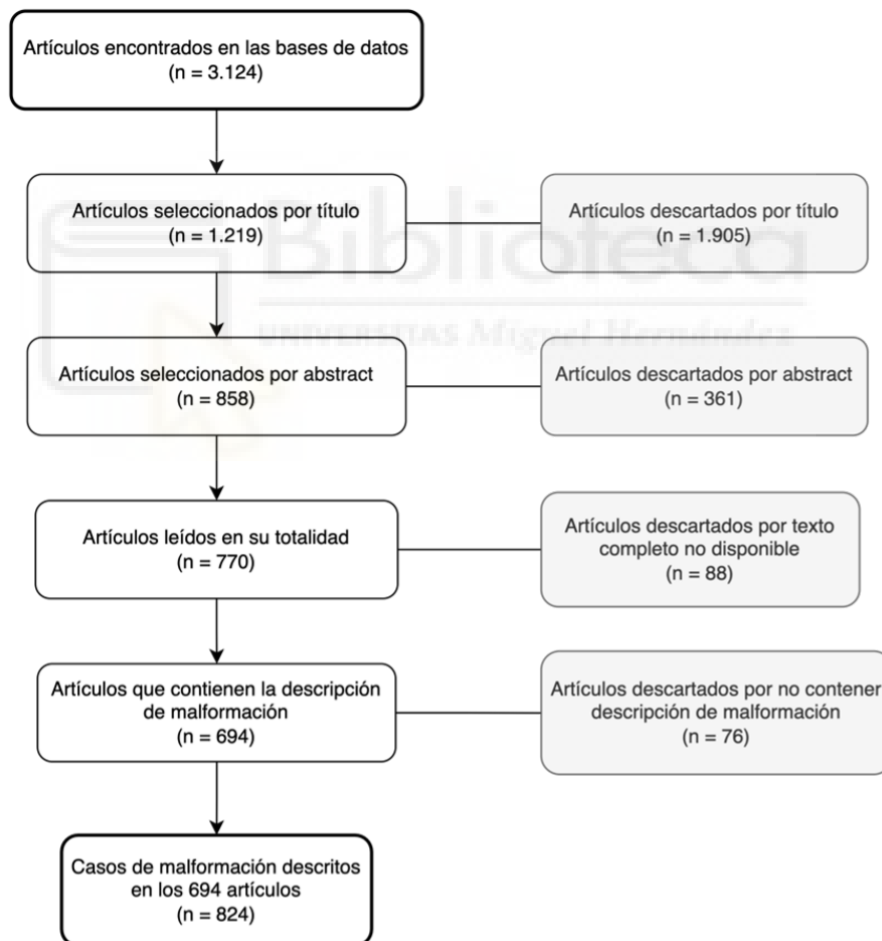 Artículos encontrados en las bases de datos
(n = 3.124)
Artículos seleccionados por título
(n = 1.219)
Artículos descartados por título
(n = 1.905)
Biblioteca
UNIVERSITAS Miguel Hernández
Artículos seleccionados por abstract
(n = 858)
Artículos descartados por abstract
(n = 361)
Artículos leídos en su totalidad
(n = 770)
Artículos descartados por texto
completo no disponible
(n = 88)
Artículos que contienen la descripción
de malformación
(n = 694)
Artículos descartados por no contener
descripción de malformación
(n = 76)
Casos de malformación descritos
en los 694 artículos
(n = 824)